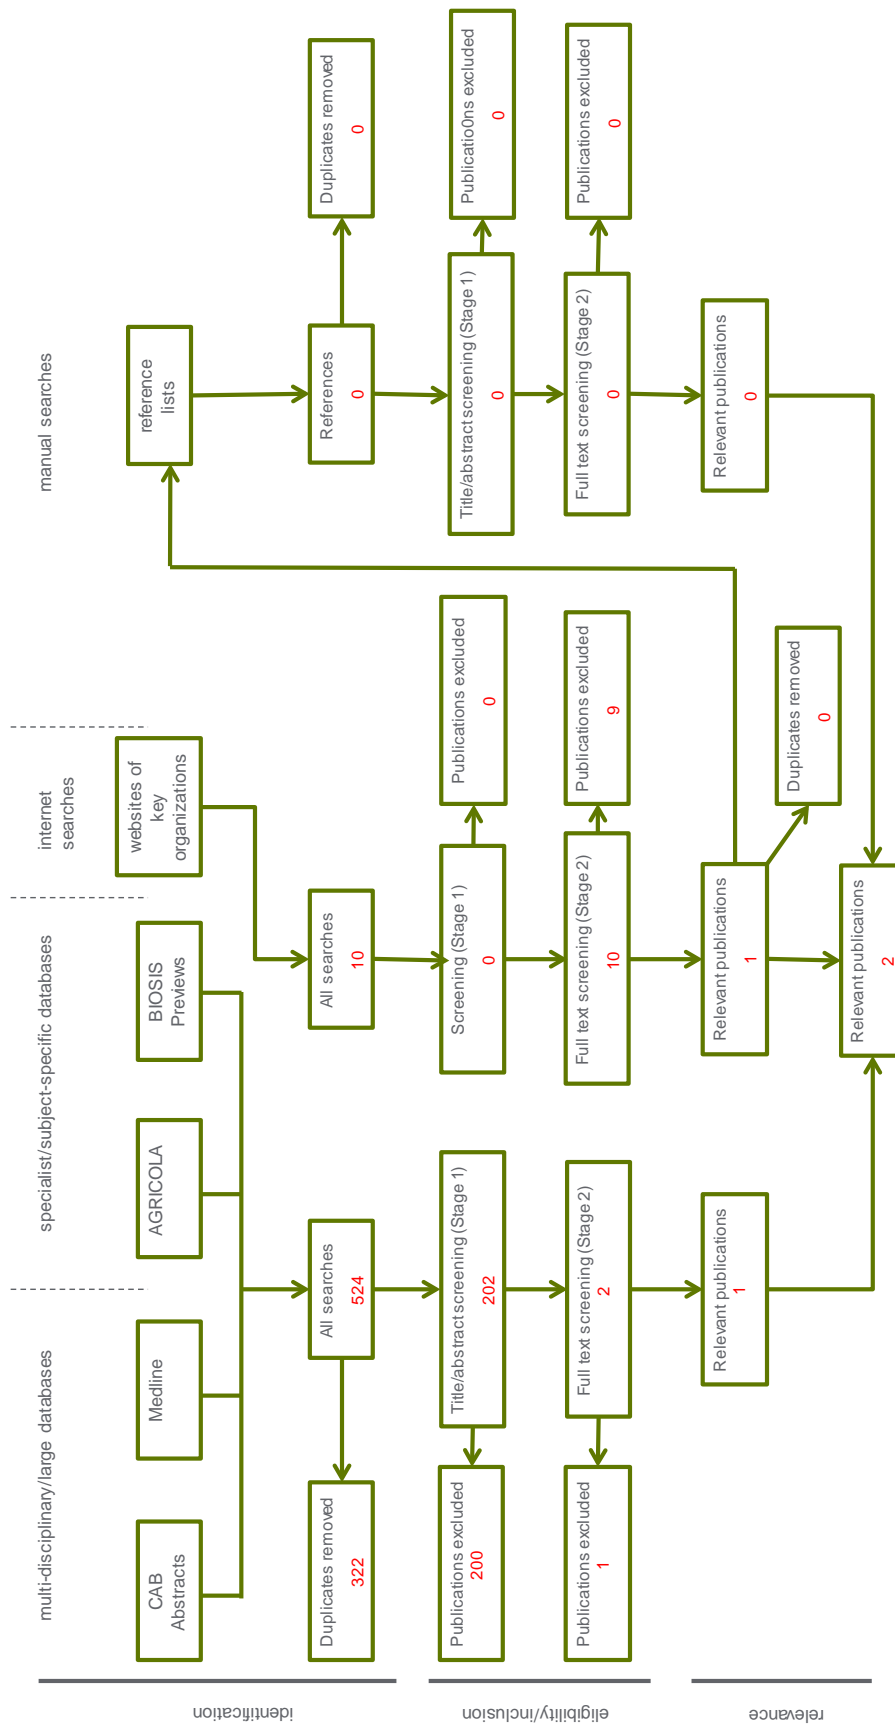 multi-disciplinary/large databases
specialist/subject-specific databases
internet
searches
manual searches
identification
CAB
Abstracts
Medline
AGRICOLA
BIOSIS
Previews
websites of
key
organizations
reference
lists
Duplicates removed
322
All searches
524
All searches
10
References
0
Duplicates removed
0
eligibility/inclusion
Publications excluded
200
Title/abstract screening (Stage 1)
202
Screening (Stage 1)
0
Publications excluded
0
Title/abstract screening (Stage 1)
0
Publicatio0ns excluded
0
Publications excluded
1
Full text screening (Stage 2)
2
Full text screening (Stage 2)
10
Publications excluded
9
Full text screening (Stage 2)
0
Publications excluded
0
relevance
Relevant publications
1
Relevant publications
1
Relevant publications
0
Duplicates removed
0
Relevant publications
2